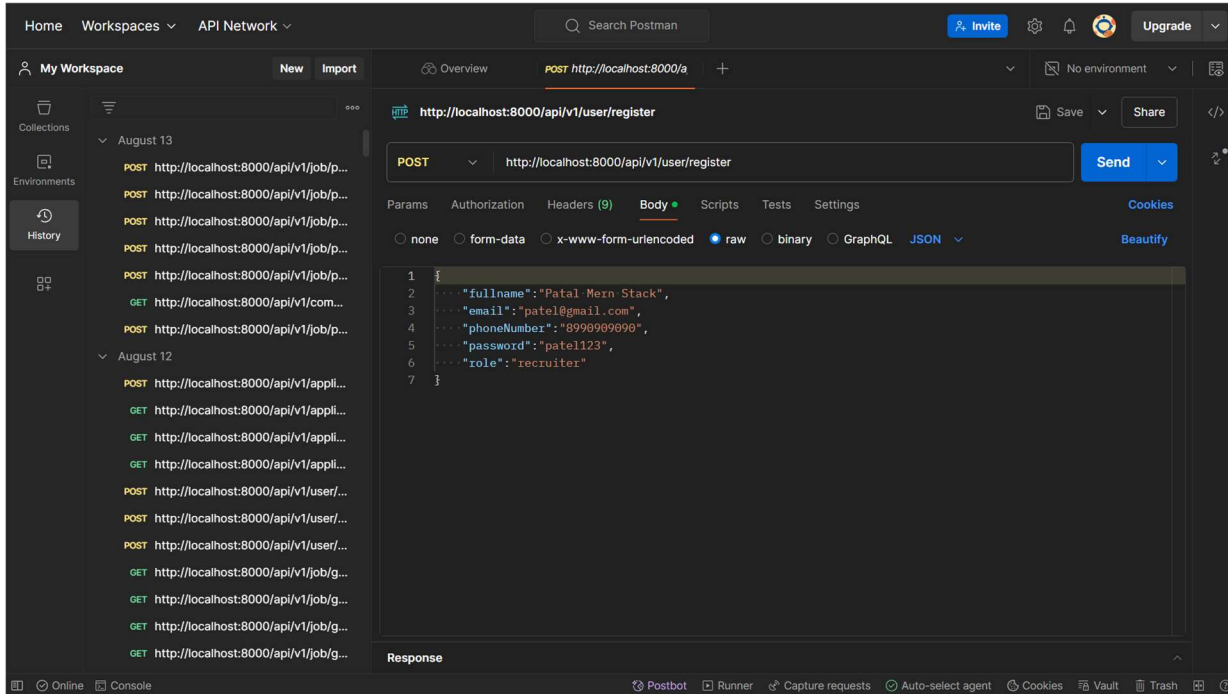 Home Workspaces API Network Search Postman Invite Upgrade
My Workspace New Import Overview POST http://localhost:8000/a No environment
Collections
Environments
History
August 13
POST http://localhost:8000/api/v1/job/p...
POST http://localhost:8000/api/v1/job/p...
POST http://localhost:8000/api/v1/job/p...
POST http://localhost:8000/api/v1/job/p...
POST http://localhost:8000/api/v1/job/p...
GET http://localhost:8000/api/v1/com...
POST http://localhost:8000/api/v1/job/p...
August 12
POST http://localhost:8000/api/v1/appli...
GET http://localhost:8000/api/v1/appli...
GET http://localhost:8000/api/v1/appli...
GET http://localhost:8000/api/v1/appli...
POST http://localhost:8000/api/v1/user/...
POST http://localhost:8000/api/v1/user/...
POST http://localhost:8000/api/v1/user/...
GET http://localhost:8000/api/v1/job/g...
GET http://localhost:8000/api/v1/job/g...
GET http://localhost:8000/api/v1/job/g...
GET http://localhost:8000/api/v1/job/g...
HTTP http://localhost:8000/api/v1/user/register Save Share
POST http://localhost:8000/api/v1/user/register Send
Params Authorization Headers (9) Body Scripts Tests Settings Cookies
none form-data x-www-form-urlencoded raw binary GraphQL JSON Beautify
1 {
2 "fullname":"Patal Mern Stack",
3 "email":"patel@gmail.com",
4 "phoneNumber":"8990909090",
5 "password":"patel123",
6 "role":"recruiter"
7 }
Response
Online Console Postbot Runner Capture requests Auto-select agent Cookies Vault Trash